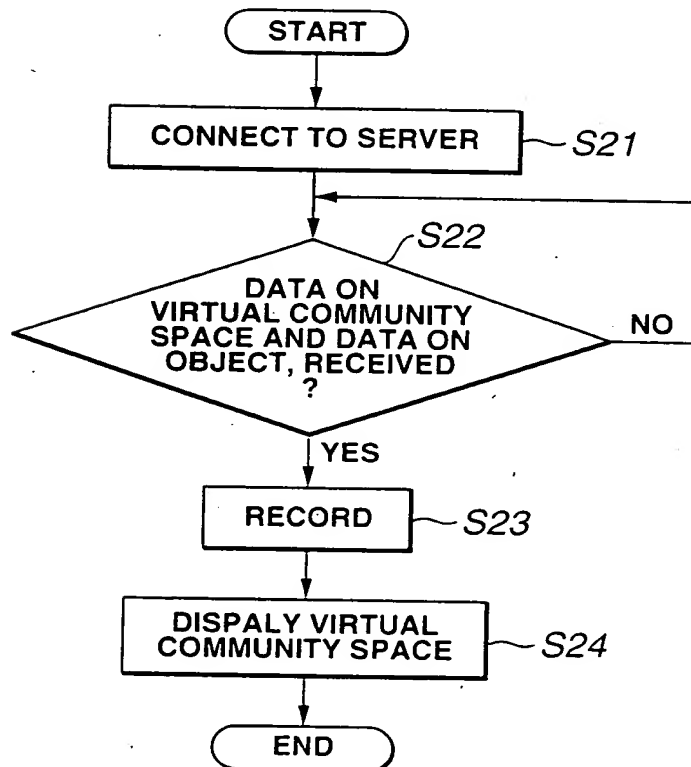 START
CONNECT TO SERVER
S21
S22
DATA ON
VIRTUAL COMMUNITY
SPACE AND DATA ON
OBJECT, RECEIVED
?
NO
YES
RECORD
S23
DISPALY VIRTUAL
COMMUNITY SPACE
S24
END